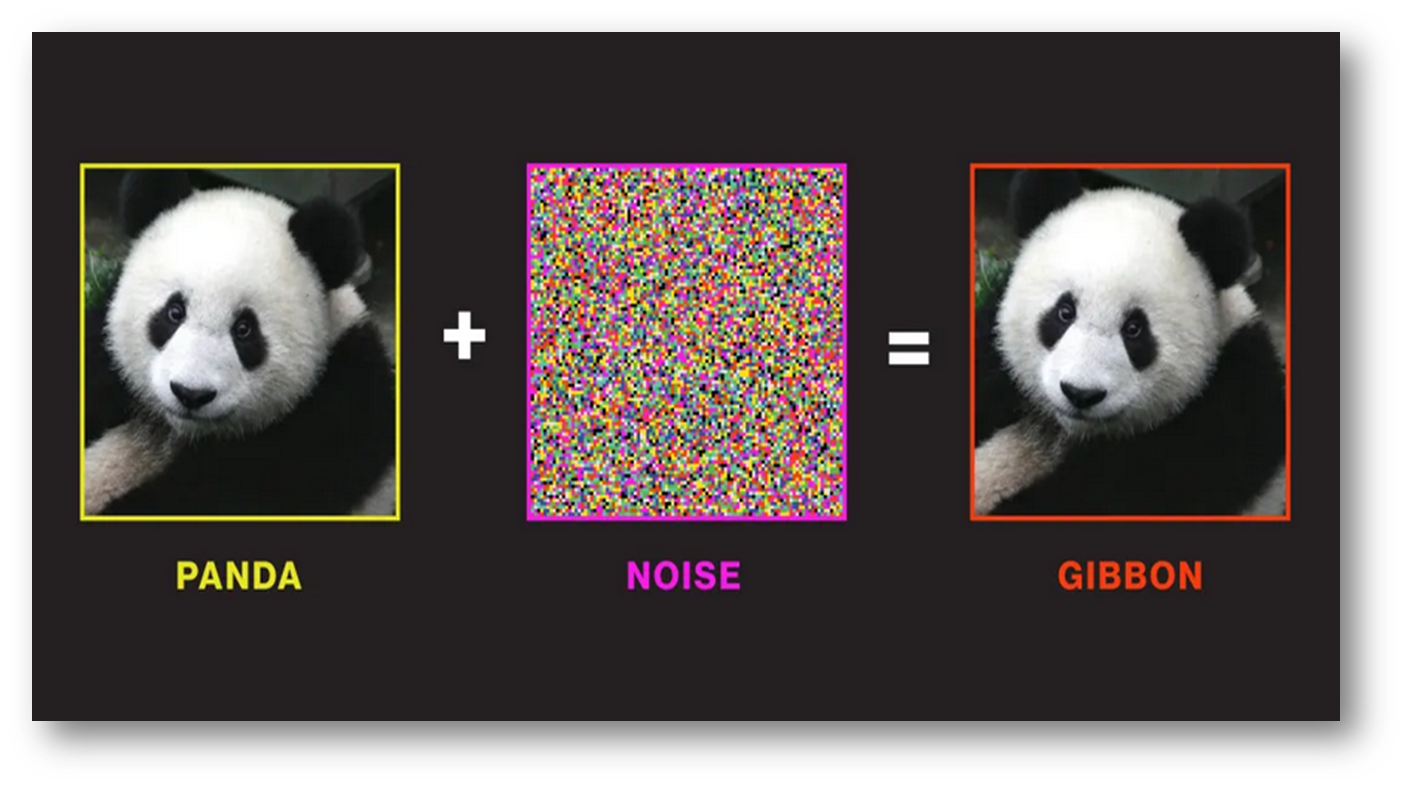 +
=
PANDA
NOISE
GIBBON